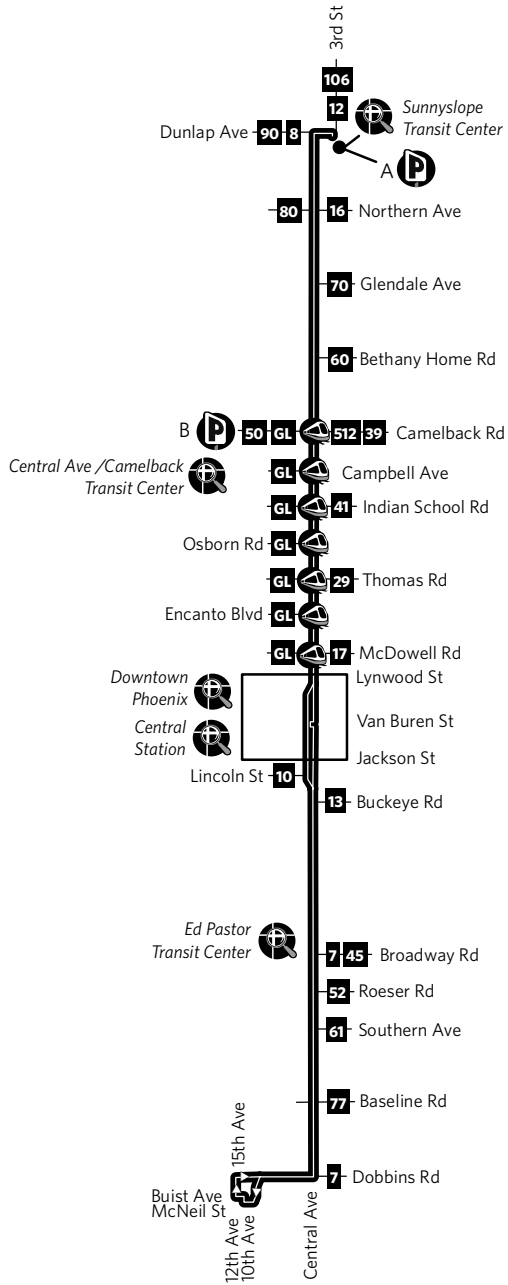 3rd St
106
12
Sunnyslope
Transit Center
Dunlap Ave 90 8
A P
80 16 Northern Ave
70 Glendale Ave
60 Bethany Home Rd
B P 50 GL 512 39 Camelback Rd
Central Ave /Camelback
Transit Center
GL Campbell Ave
GL 41 Indian School Rd
Osborn Rd GL
GL 29 Thomas Rd
Encanto Blvd GL
GL 17 McDowell Rd
Lynwood St
Downtown
Phoenix
Van Buren St
Central
Station
Jackson St
Lincoln St 10
13 Buckeye Rd
Ed Pastor
Transit Center
7 45 Broadway Rd
52 Roeser Rd
61 Southern Ave
77 Baseline Rd
15th Ave
7 Dobbins Rd
Buist Ave
McNeil St
12th Ave
10th Ave
Central Ave